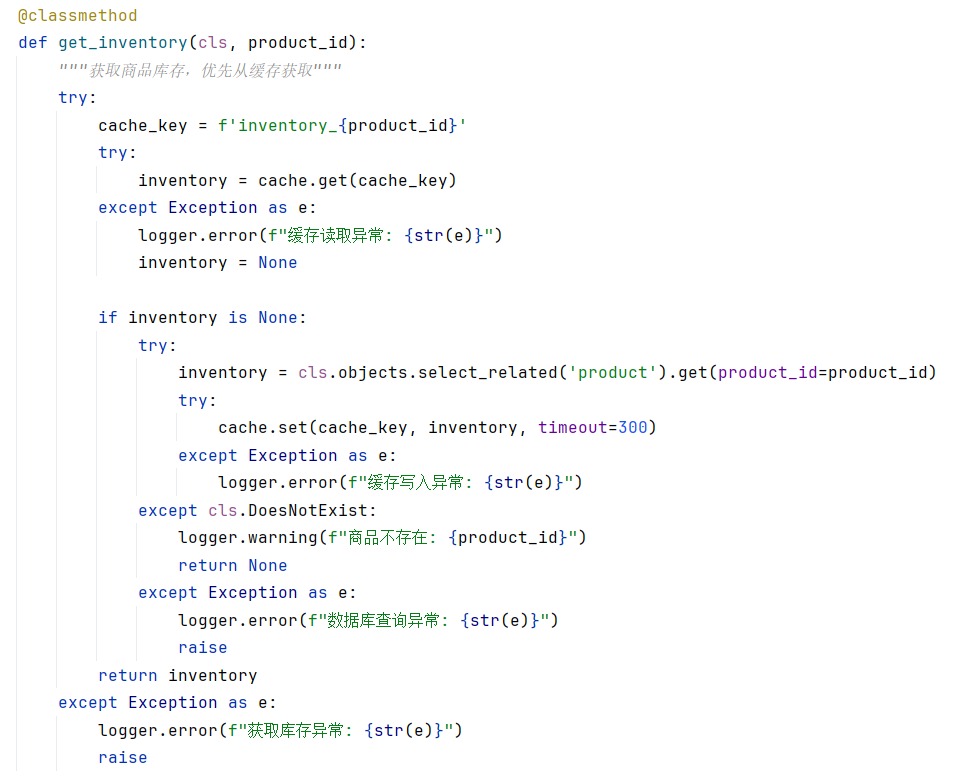 @classmethod
def get_inventory(cls, product_id):
    """获取商品库存，优先从缓存获取"""
    try:
        cache_key = f'inventory_{product_id}'
        try:
            inventory = cache.get(cache_key)
        except Exception as e:
            logger.error(f"缓存读取异常: {str(e)}")
            inventory = None

        if inventory is None:
            try:
                inventory = cls.objects.select_related('product').get(product_id=product_id)
                try:
                    cache.set(cache_key, inventory, timeout=300)
                except Exception as e:
                    logger.error(f"缓存写入异常: {str(e)}")
            except cls.DoesNotExist:
                logger.warning(f"商品不存在: {product_id}")
                return None
            except Exception as e:
                logger.error(f"数据库查询异常: {str(e)}")
                raise
        return inventory
    except Exception as e:
        logger.error(f"获取库存异常: {str(e)}")
        raise